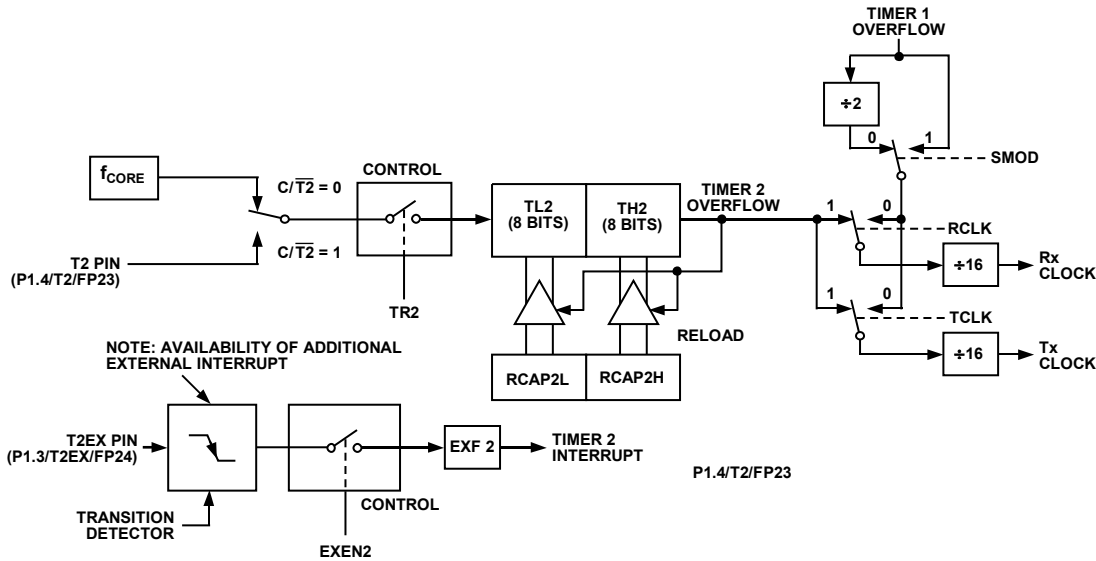 TIMER 1
OVERFLOW
÷2
0
1
SMOD
fCORE
C/T2̅ = 0
CONTROL
TL2
(8 BITS)
TH2
(8 BITS)
TIMER 2
OVERFLOW
1
0
RCLK
T2 PIN
(P1.4/T2/FP23)
C/T2̅ = 1
÷16
Rx
CLOCK
TR2
1
0
TCLK
RELOAD
÷16
Tx
CLOCK
RCAP2L
RCAP2H
NOTE: AVAILABILITY OF ADDITIONAL
EXTERNAL INTERRUPT
T2EX PIN
(P1.3/T2EX/FP24)
EXF 2
TIMER 2
INTERRUPT
P1.4/T2/FP23
CONTROL
TRANSITION
DETECTOR
EXEN2